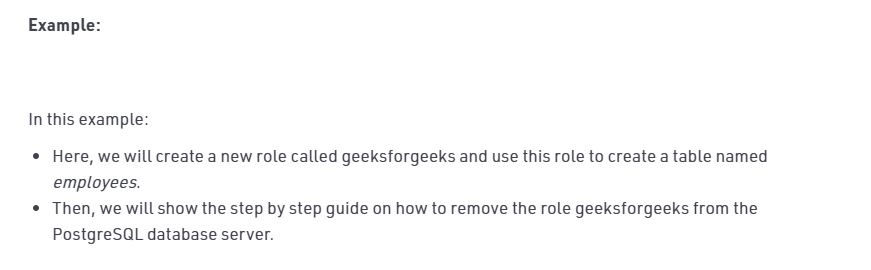 Example:
In this example:
• Here, we will create a new role called geeksforgeeks and use this role to create a table named
employees.
• Then, we will show the step by step guide on how to remove the role geeksforgeeks from the
PostgreSQL database server.